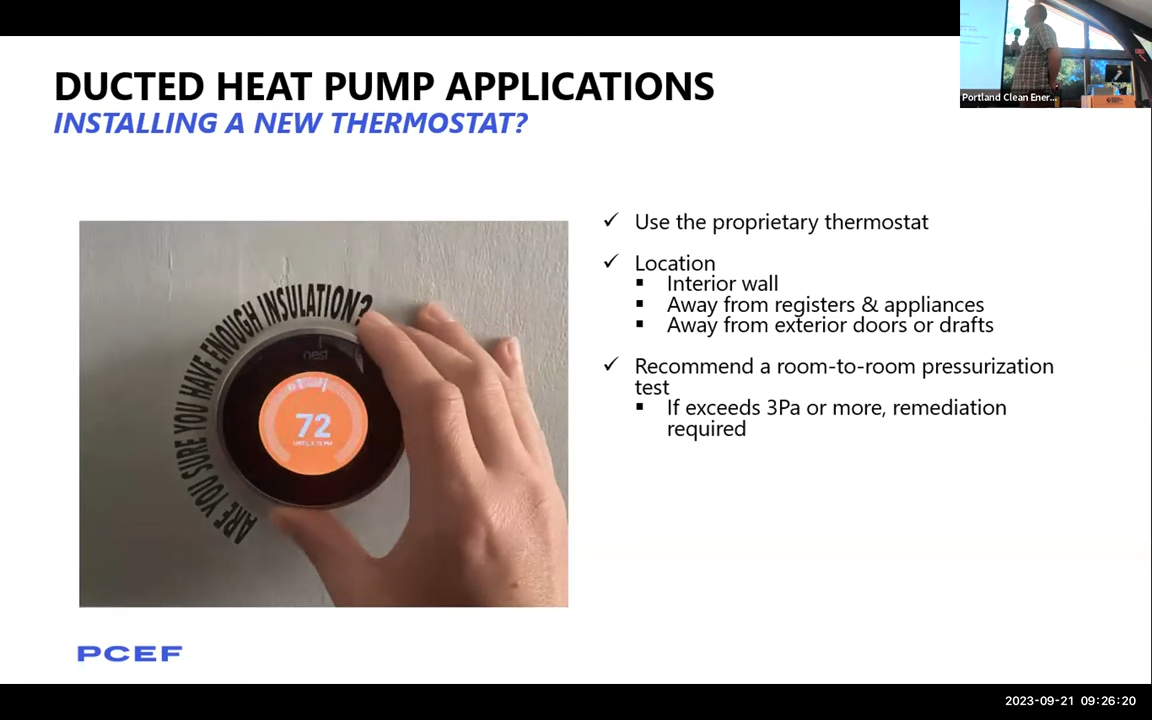 DUCTED HEAT PUMP APPLICATIONS
INSTALLING A NEW THERMOSTAT?
Portland Clean Ener...
ARE YOU SURE YOU HAVE ENOUGH INSULATION?
nest
72
✓ Use the proprietary thermostat
✓ Location
▪ Interior wall
▪ Away from registers & appliances
▪ Away from exterior doors or drafts
✓ Recommend a room-to-room pressurization
test
▪ If exceeds 3Pa or more, remediation
required
PCEF
2023-09-21 09:26:20